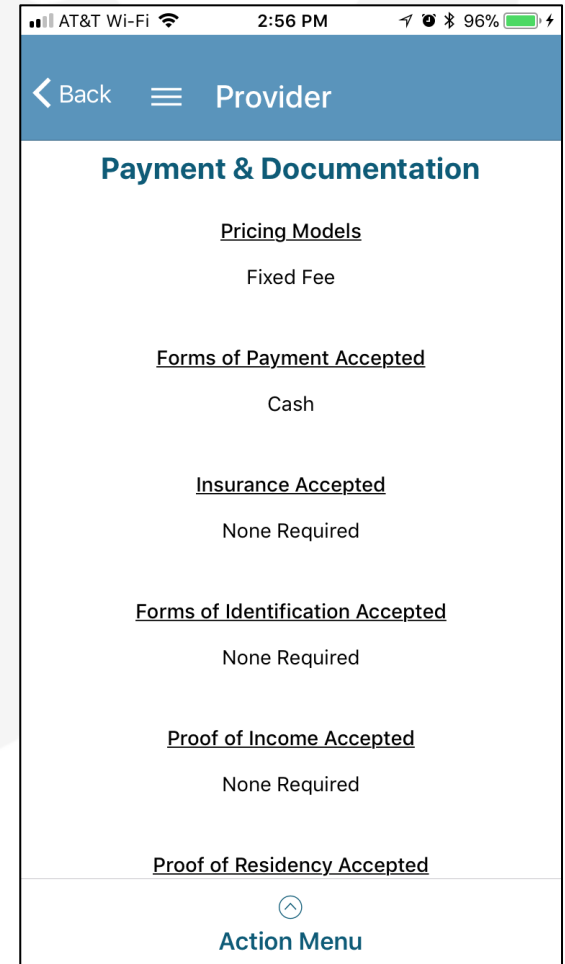 AT&T Wi-Fi 2:56 PM 96%
Back Provider
Payment & Documentation
Pricing Models
Fixed Fee
Forms of Payment Accepted
Cash
Insurance Accepted
None Required
Forms of Identification Accepted
None Required
Proof of Income Accepted
None Required
Proof of Residency Accepted
Action Menu